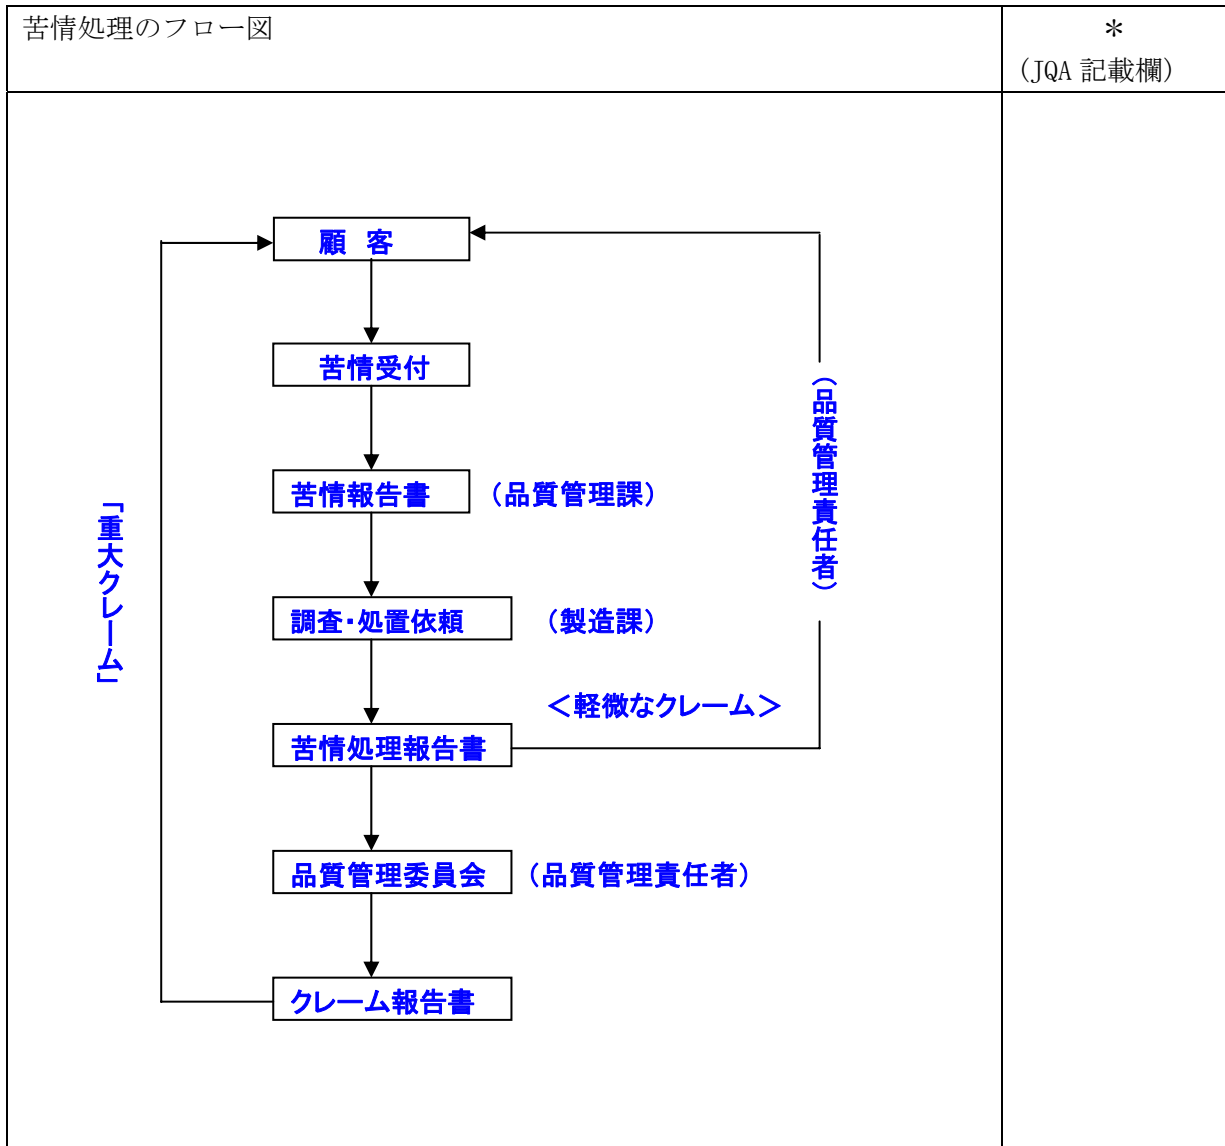 苦情処理のフロー図
＊
(JQA 記載欄)
顧 客
苦情受付
苦情報告書
（品質管理課）
調査・処置依頼
（製造課）
＜軽微なクレーム＞
苦情処理報告書
品質管理委員会
（品質管理責任者）
クレーム報告書
「重大クレーム」
（品質管理責任者）